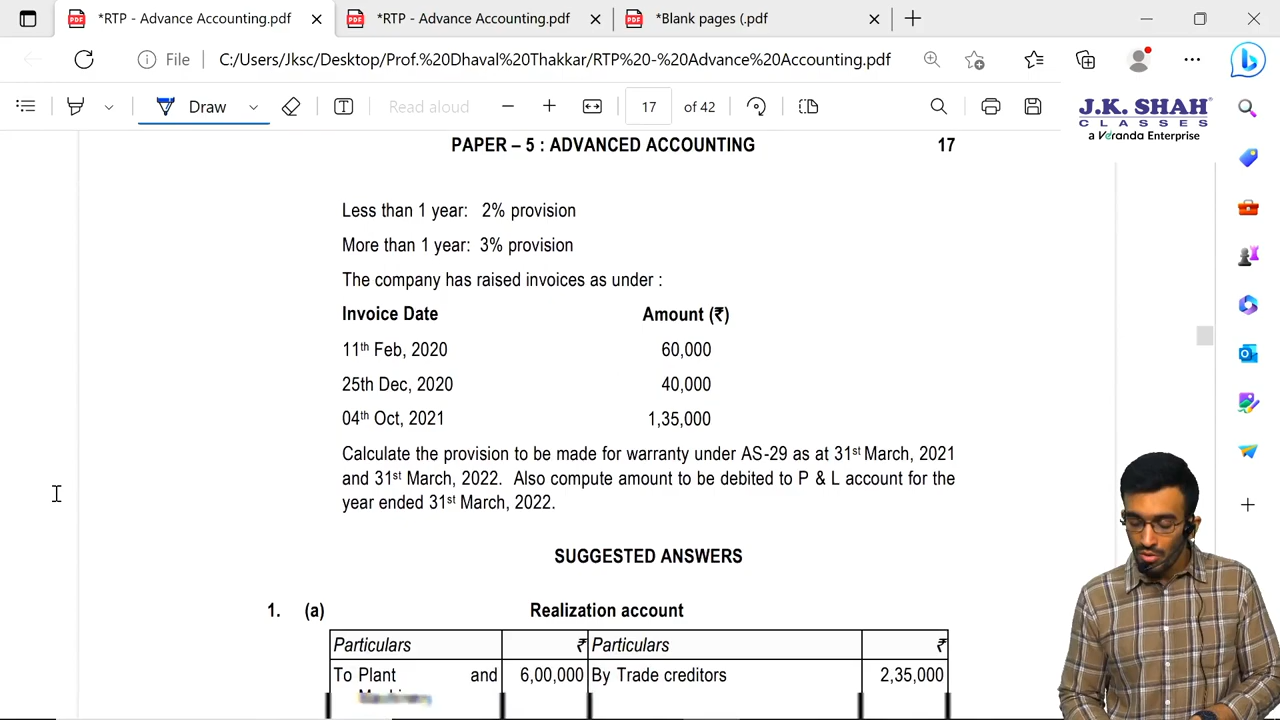 *RTP - Advance Accounting.pdf
*RTP - Advance Accounting.pdf
*Blank pages (.pdf
File
C:/Users/Jksc/Desktop/Prof.%20Dhaval%20Thakkar/RTP%20-%20Advance%20Accounting.pdf
Draw
Read aloud
17 of 42
J.K. SHAH
CLASSES
a Veranda Enterprise
PAPER – 5 : ADVANCED ACCOUNTING 17
Less than 1 year: 2% provision
More than 1 year: 3% provision
The company has raised invoices as under :
Invoice Date Amount (₹)
11th Feb, 2020 60,000
25th Dec, 2020 40,000
04th Oct, 2021 1,35,000
Calculate the provision to be made for warranty under AS-29 as at 31st March, 2021
and 31st March, 2022. Also compute amount to be debited to P & L account for the
year ended 31st March, 2022.
SUGGESTED ANSWERS
1. (a) Realization account
Particulars ₹ Particulars ₹
To Plant and 6,00,000 By Trade creditors 2,35,000